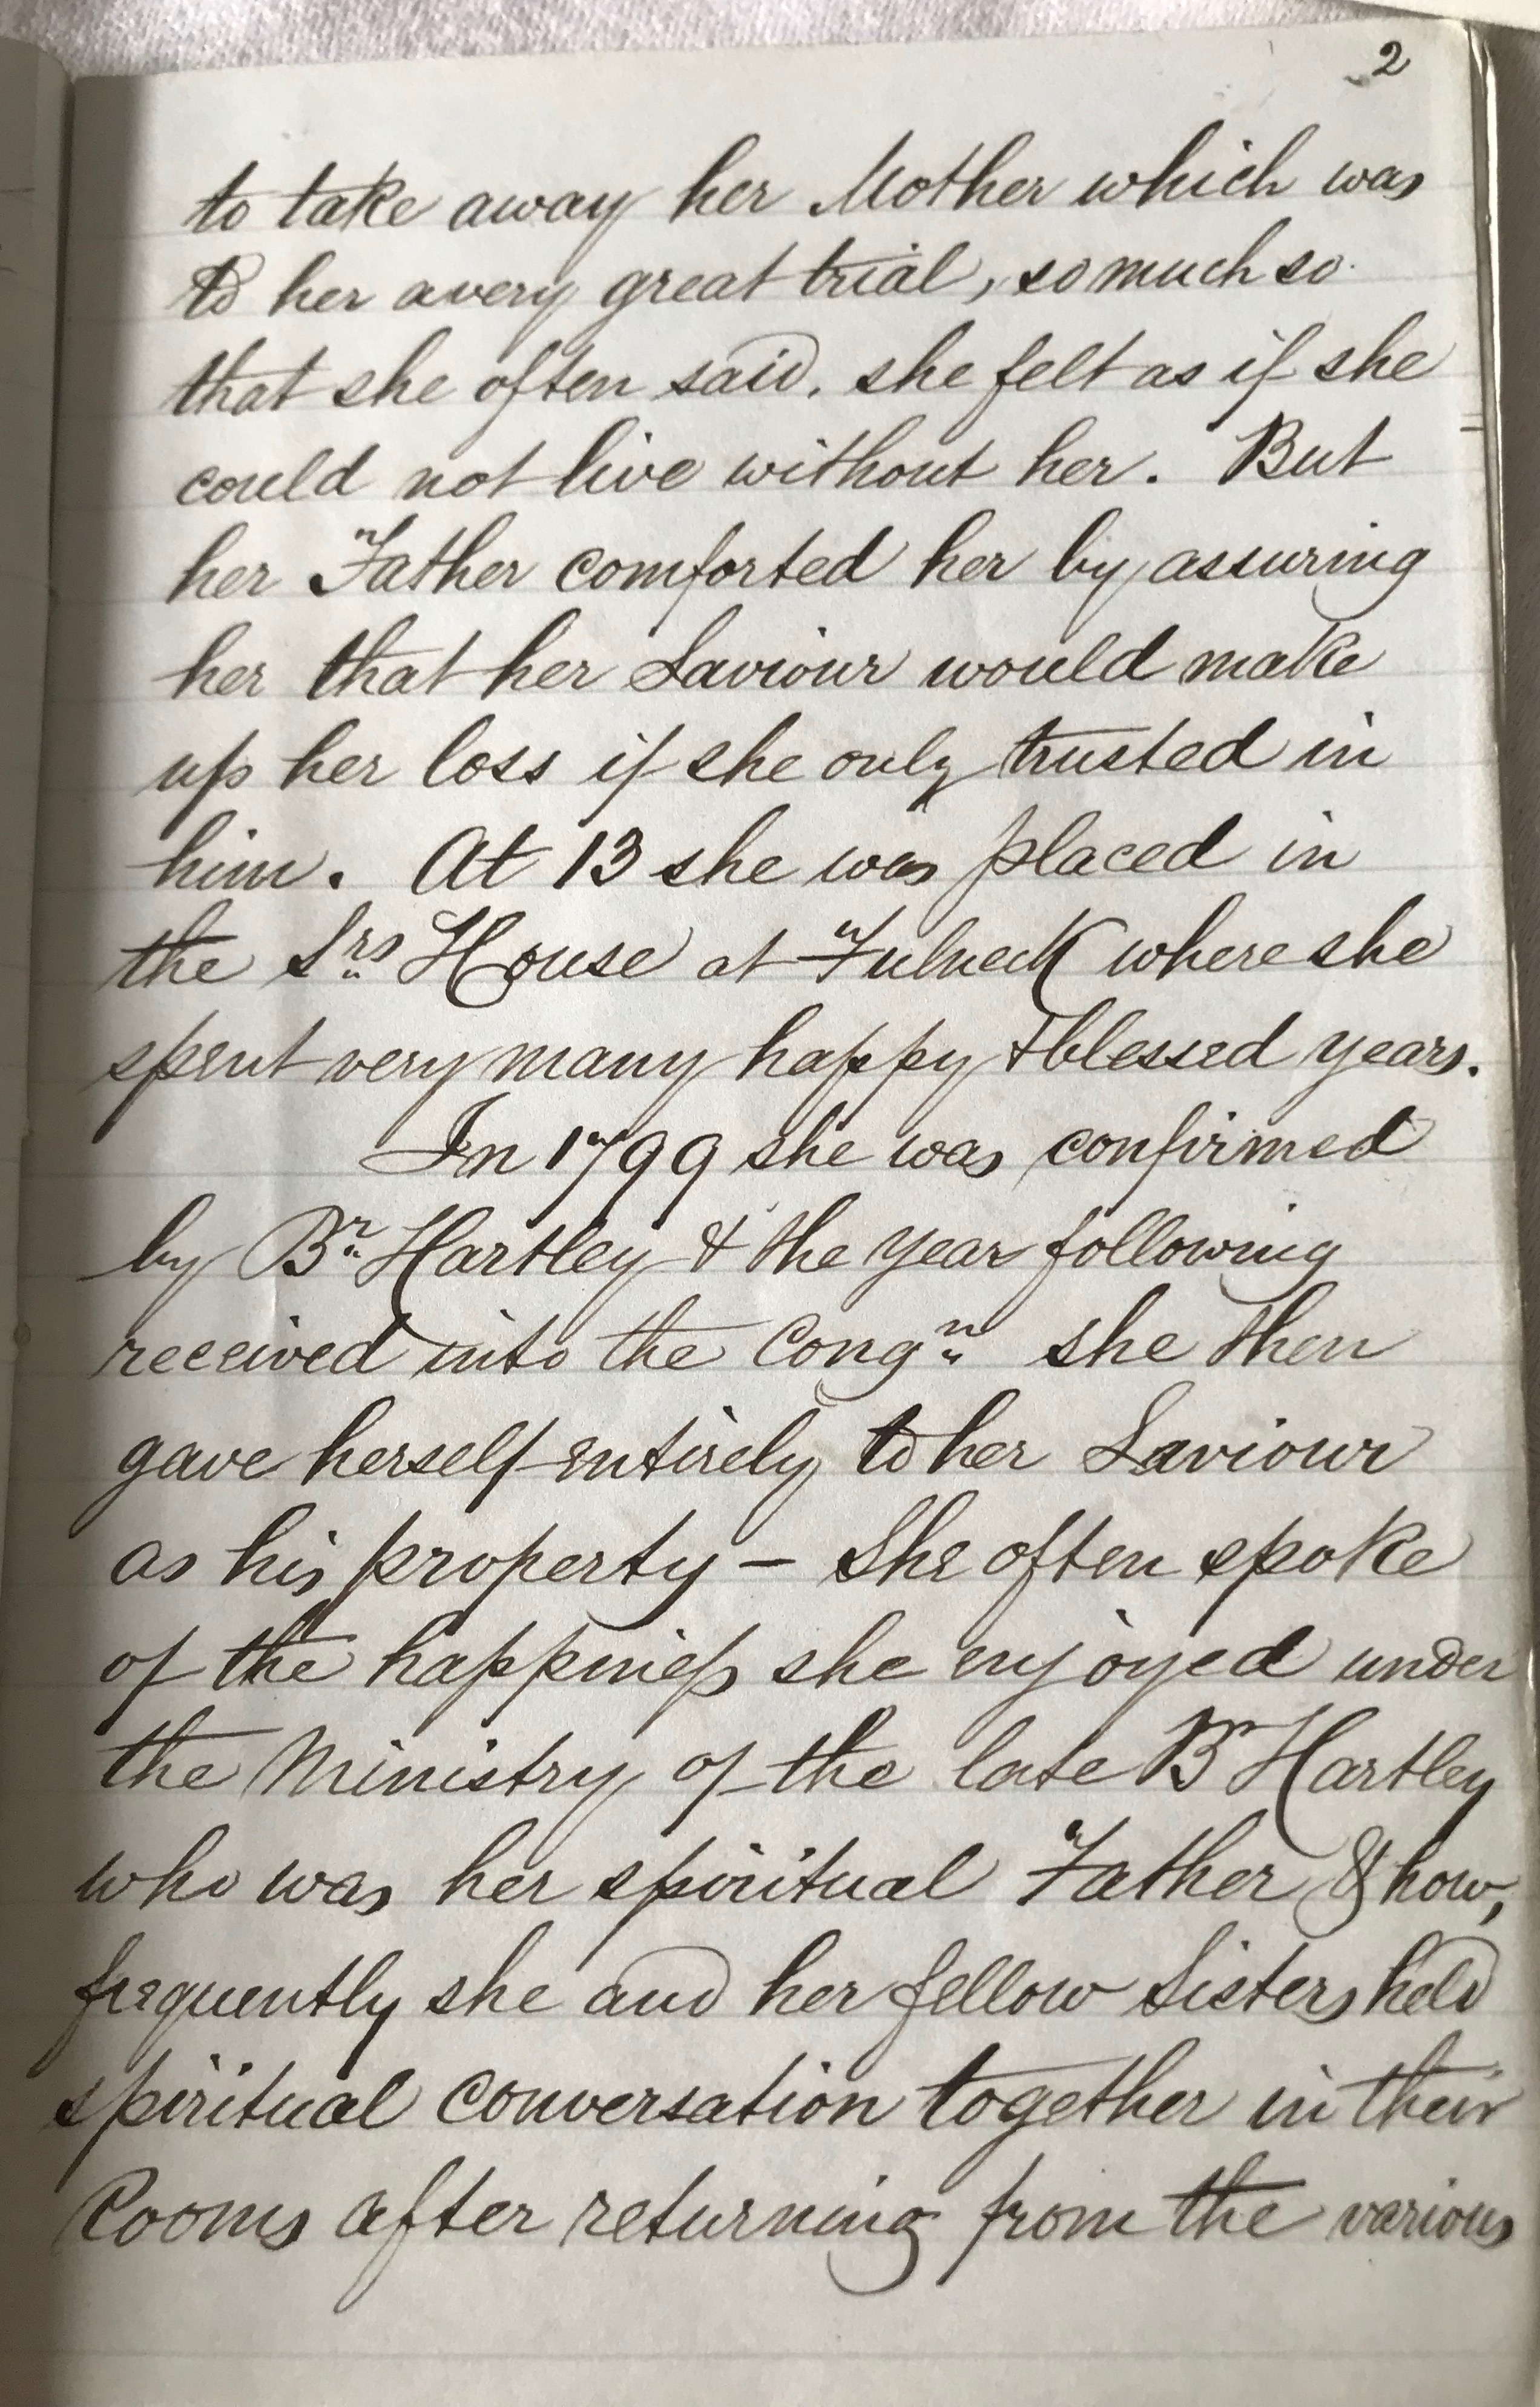 2
to take away her Mother which was
to her a very great trial, so much so
that she often said, she felt as if she
could not live without her. But
her Father comforted her by assuring
her that her Saviour would make
up her loss if she only trusted in
him. At 13 she was placed in
the Srs House at Fulneck where she
spent very many happy & blessed years.
In 1799 she was confirmed
by Br Hartley & the year following
received into the Congn she then
gave herself entirely to her Saviour
as his property – She often spoke
of the happineſs she enjoyed under
the Ministry of the late Br Hartley
who was her spiritual Father & how,
frequently she and her fellow Sisters held
spiritual conversation together in their
Rooms after returning from the various